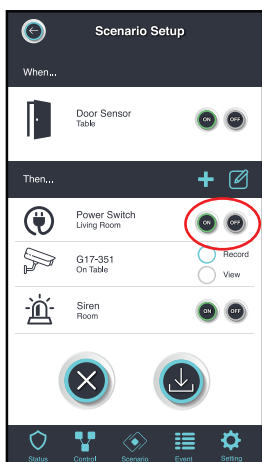 Scenario Setup
When...
Door Sensor
Table
ON OFF
Then...
Power Switch
Living Room
ON OFF
G17-351
On Table
Record
View
Siren
Room
ON OFF
Status Control Scenario Event Setting